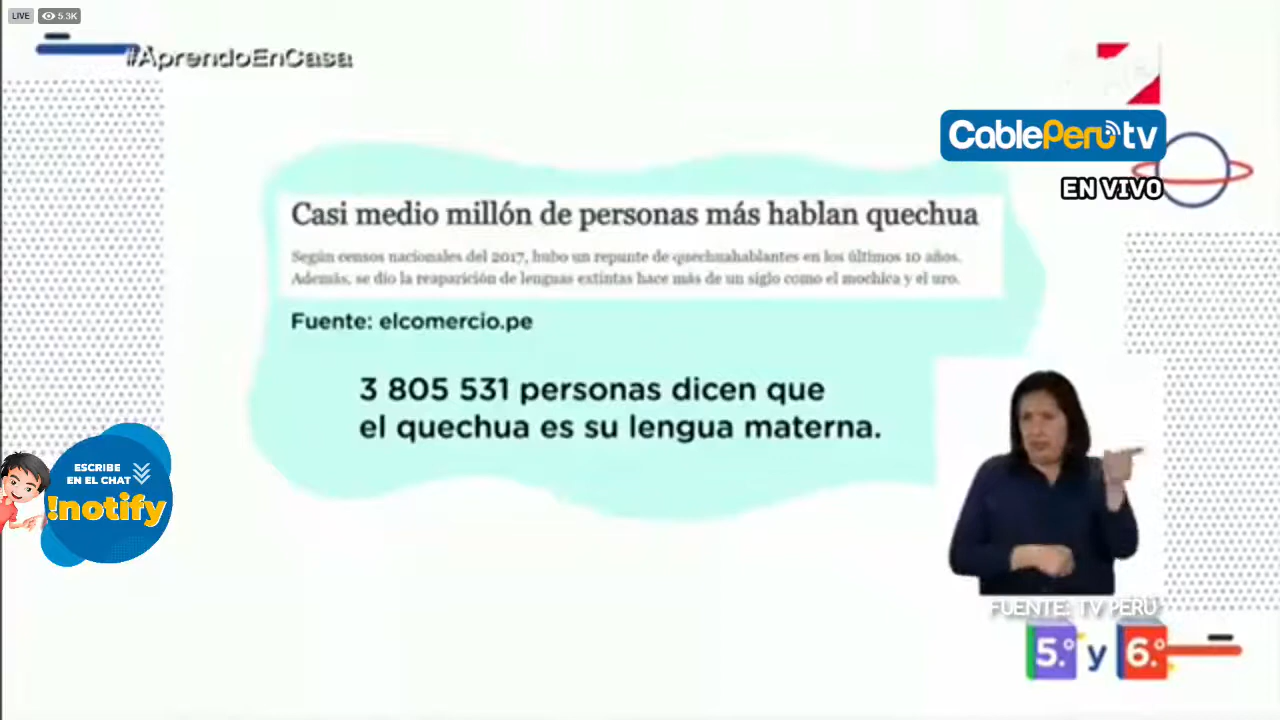 LIVE 5.3K
#AprendoEnCasa
CablePerú tv
EN VIVO
Casi medio millón de personas más hablan quechua
Según censos nacionales del 2017, hubo un repunte de quechuahablantes en los últimos 10 años.
Además, se dio la reaparición de lenguas extintas hace más de un siglo como el mochica y el uro.
Fuente: elcomercio.pe
3 805 531 personas dicen que
el quechua es su lengua materna.
ESCRIBE
EN EL CHAT
!notify
FUENTE: TV PERÚ
5.° y 6.°